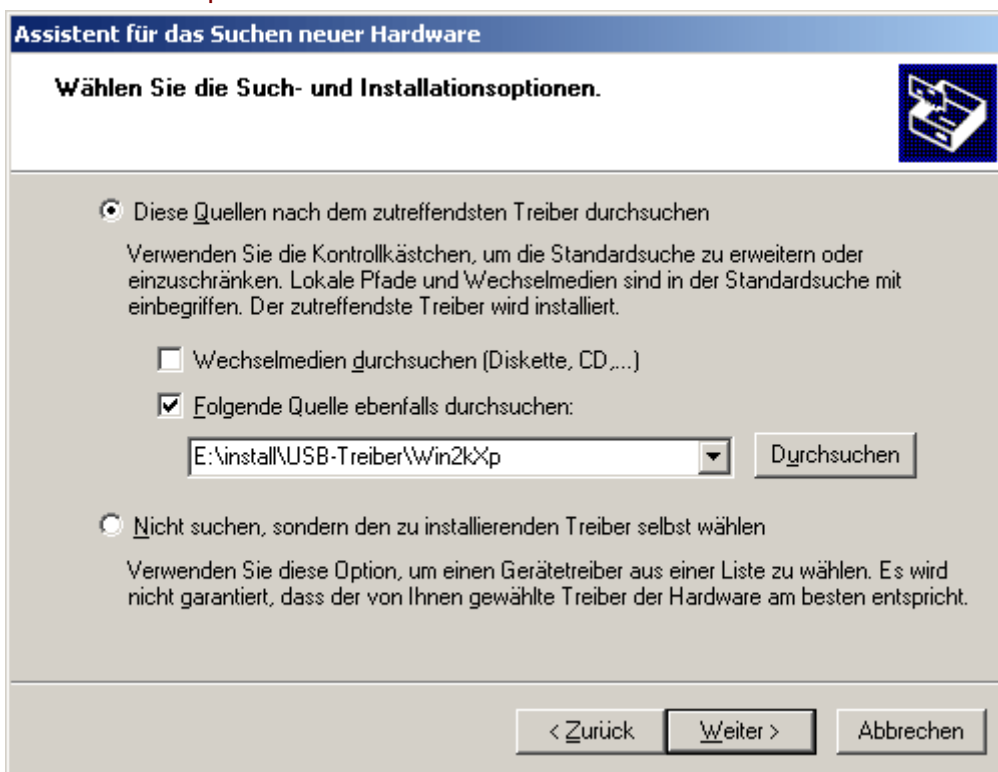 Assistent für das Suchen neuer Hardware
Wählen Sie die Such- und Installationsoptionen.
Diese Quellen nach dem zutreffendsten Treiber durchsuchen
Verwenden Sie die Kontrollkästchen, um die Standardsuche zu erweitern oder
einzuschränken. Lokale Pfade und Wechselmedien sind in der Standardsuche mit
einbegriffen. Der zutreffendste Treiber wird installiert.
Wechselmedien durchsuchen (Diskette, CD,...)
Folgende Quelle ebenfalls durchsuchen:
E:\install\USB-Treiber\Win2kXp
Durchsuchen
Nicht suchen, sondern den zu installierenden Treiber selbst wählen
Verwenden Sie diese Option, um einen Gerätetreiber aus einer Liste zu wählen. Es wird
nicht garantiert, dass der von Ihnen gewählte Treiber der Hardware am besten entspricht.
< Zurück Weiter > Abbrechen